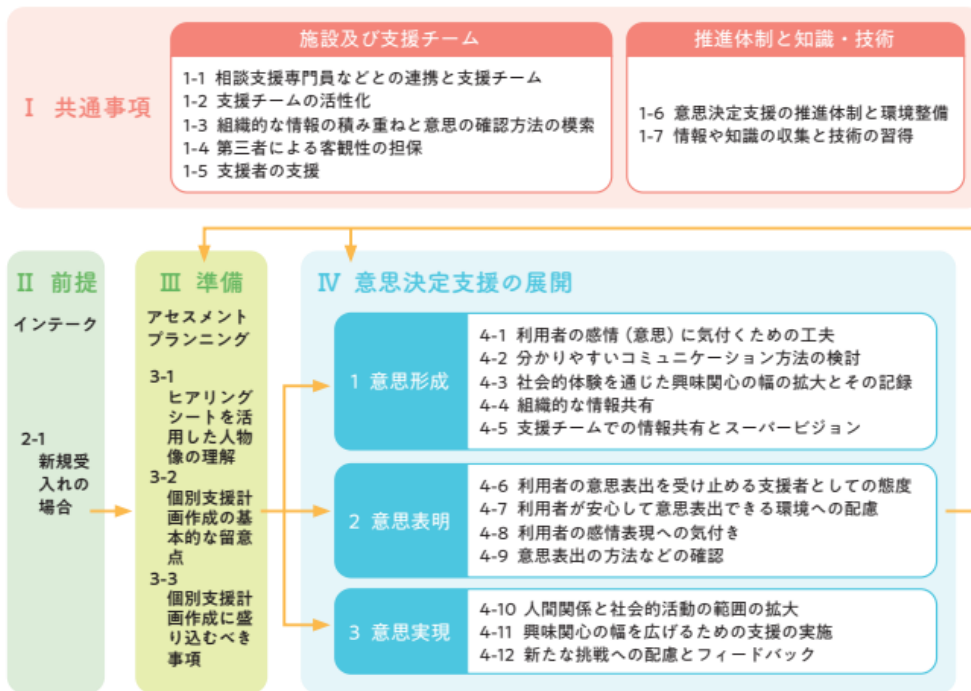 I 共通事項
施設及び支援チーム
1-1 相談支援専門員などとの連携と支援チーム
1-2 支援チームの活性化
1-3 組織的な情報の積み重ねと意思の確認方法の模索
1-4 第三者による客観性の担保
1-5 支援者の支援
推進体制と知識・技術
1-6 意思決定支援の推進体制と環境整備
1-7 情報や知識の収集と技術の習得
II 前提
インテーク
2-1
新規受
入れの
場合
III 準備
アセスメント
プランニング
3-1
ヒアリング
シートを活
用した人物
像の理解
3-2
個別支援計
画作成の基
本的な留意
点
3-3
個別支援計
画作成に盛
り込むべき
事項
IV 意思決定支援の展開
1 意思形成
4-1 利用者の感情（意思）に気付くための工夫
4-2 分かりやすいコミュニケーション方法の検討
4-3 社会的体験を通じた興味関心の幅の拡大とその記録
4-4 組織的な情報共有
4-5 支援チームでの情報共有とスーパービジョン
2 意思表明
4-6 利用者の意思表出を受け止める支援者としての態度
4-7 利用者が安心して意思表出できる環境への配慮
4-8 利用者の感情表現への気付き
4-9 意思表出の方法などの確認
3 意思実現
4-10 人間関係と社会的活動の範囲の拡大
4-11 興味関心の幅を広げるための支援の実施
4-12 新たな挑戦への配慮とフィードバック